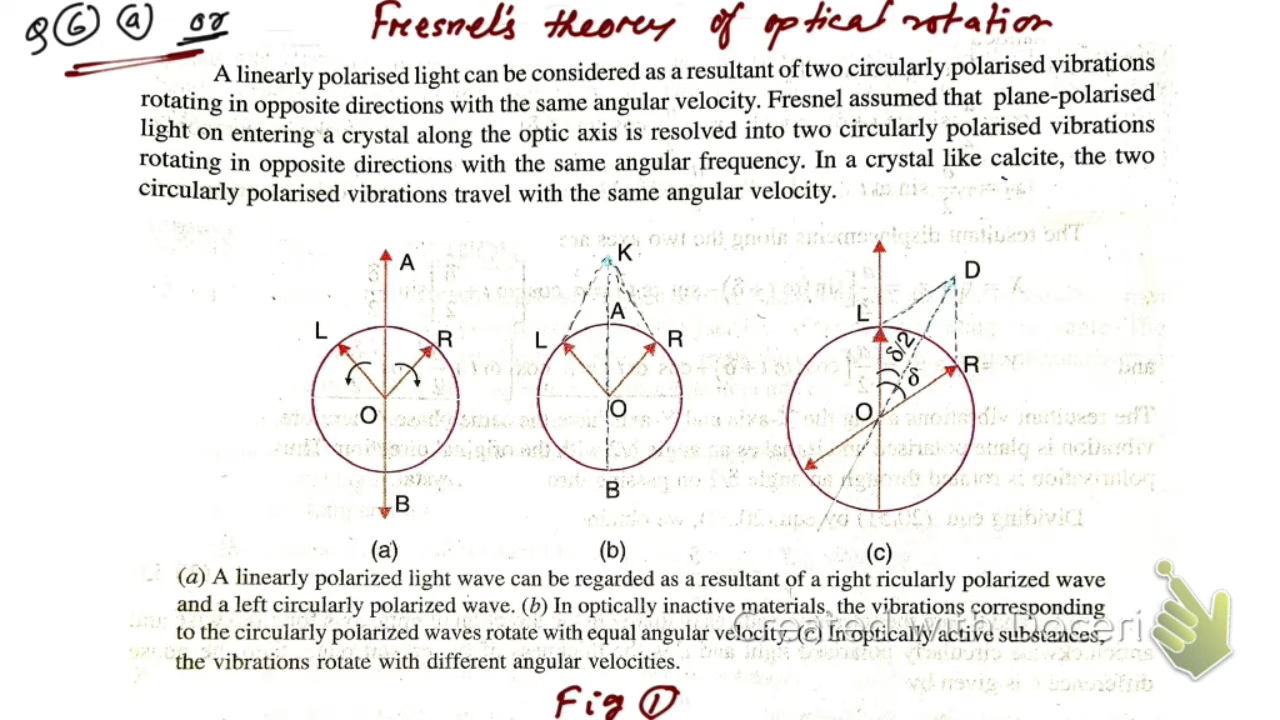 Q 6 a or Fresnel's theorey of optical rotation
A linearly polarised light can be considered as a resultant of two circularly polarised vibrations
rotating in opposite directions with the same angular velocity. Fresnel assumed that plane-polarised
light on entering a crystal along the optic axis is resolved into two circularly polarised vibrations
rotating in opposite directions with the same angular frequency. In a crystal like calcite, the two
circularly polarised vibrations travel with the same angular velocity.
A
L
R
O
B
(a)
K
A
L
R
O
B
(b)
D
L
δ/2
R
δ
O
(c)
(a) A linearly polarized light wave can be regarded as a resultant of a right ricularly polarized wave
and a left circularly polarized wave. (b) In optically inactive materials, the vibrations corresponding
to the circularly polarized waves rotate with equal angular velocity. (c) In optically active substances,
the vibrations rotate with different angular velocities.
Created with Doceri
Fig 1